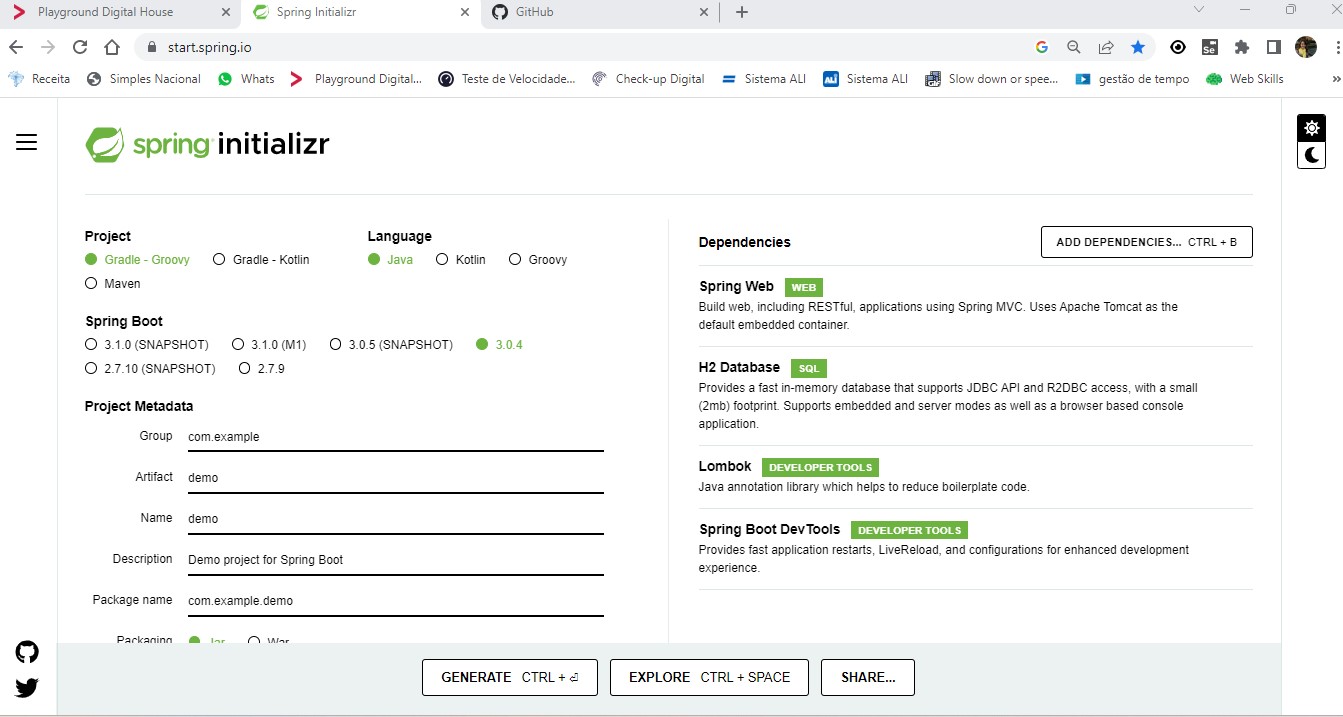 Playground Digital House
Spring Initializr
GitHub
start.spring.io
Receita
Simples Nacional
Whats
Playground Digital...
Teste de Velocidade...
Check-up Digital
Sistema ALI
ALI
Sistema ALI
Slow down or spee...
gestão de tempo
Web Skills
»
spring initializr
Project
Gradle - Groovy
Gradle - Kotlin
Maven
Language
Java
Kotlin
Groovy
Spring Boot
3.1.0 (SNAPSHOT)
3.1.0 (M1)
3.0.5 (SNAPSHOT)
3.0.4
2.7.10 (SNAPSHOT)
2.7.9
Project Metadata
Group com.example
Artifact demo
Name demo
Description Demo project for Spring Boot
Package name com.example.demo
Packaging Jar War
Dependencies
ADD DEPENDENCIES... CTRL + B
Spring Web WEB
Build web, including RESTful, applications using Spring MVC. Uses Apache Tomcat as the
default embedded container.
H2 Database SQL
Provides a fast in-memory database that supports JDBC API and R2DBC access, with a small
(2mb) footprint. Supports embedded and server modes as well as a browser based console
application.
Lombok DEVELOPER TOOLS
Java annotation library which helps to reduce boilerplate code.
Spring Boot DevTools DEVELOPER TOOLS
Provides fast application restarts, LiveReload, and configurations for enhanced development
experience.
GENERATE CTRL + ⏎
EXPLORE CTRL + SPACE
SHARE...